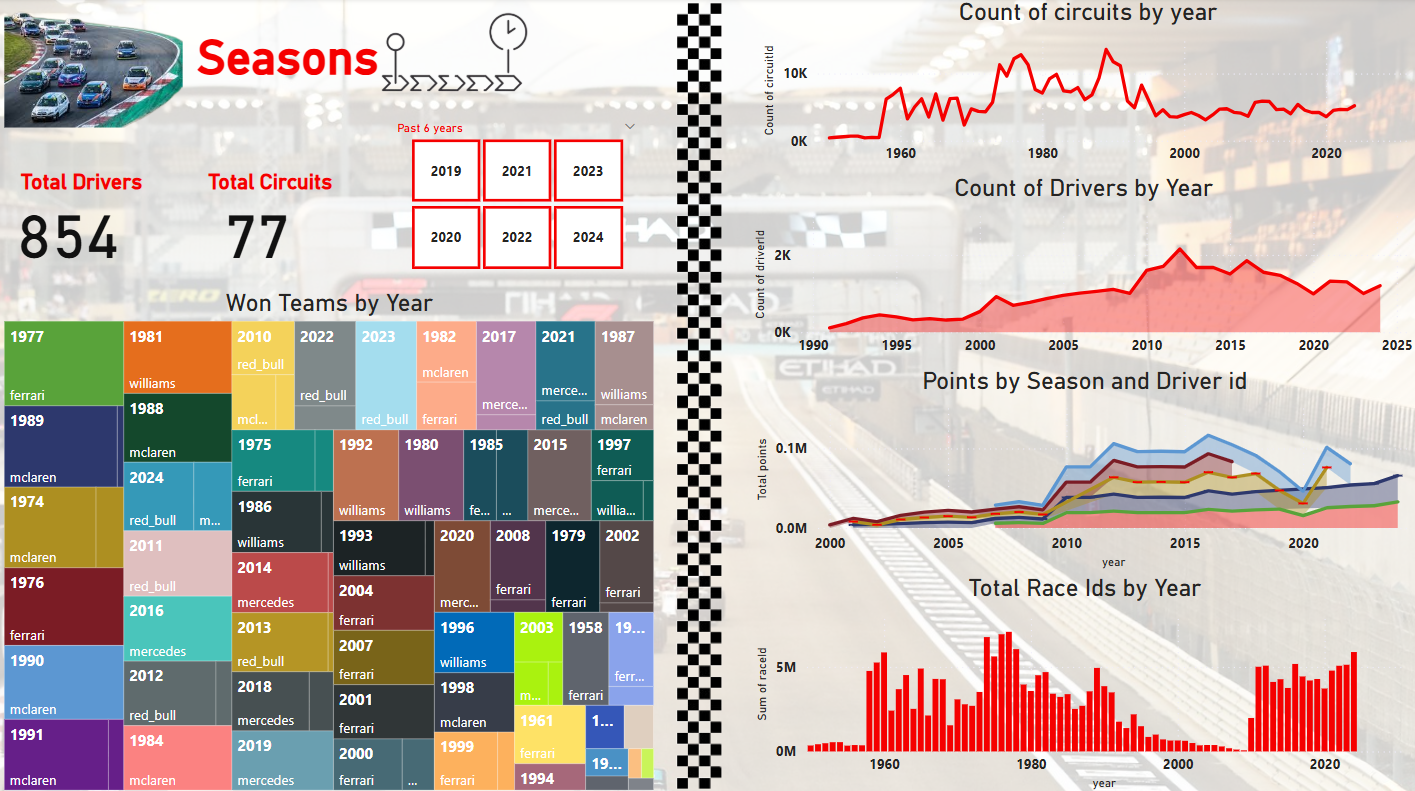 Seasons
Past 6 years
2019
2021
2023
2020
2022
2024
Total Drivers
854
Total Circuits
77
Won Teams by Year
1977
ferrari
1989
mclaren
1974
mclaren
1976
ferrari
1990
mclaren
1991
mclaren
1981
williams
1988
mclaren
2024
red_bull
m...
2011
red_bull
2016
mercedes
2012
red_bull
1984
mclaren
2010
red_bull
mcl...
2022
red_bull
2023
red_bull
1982
mclaren
ferrari
2017
merce...
2021
merce...
red_bull
1987
williams
mclaren
1975
ferrari
1986
williams
2014
mercedes
2013
red_bull
2018
mercedes
2019
mercedes
1992
williams
1980
williams
1985
fe...
...
2015
merce...
1997
ferrari
willia...
1993
williams
2004
ferrari
2007
ferrari
2001
ferrari
2000
ferrari
...
2020
merc...
2008
ferrari
1979
ferrari
2002
ferrari
1996
williams
1998
mclaren
1999
ferrari
2003
m...
1958
ferrari
19...
ferr...
1961
ferrari
1994
1...
19...
Count of circuits by year
Count of circuitId
10K
0K
1960
1980
2000
2020
Count of Drivers by Year
Count of driverId
2K
0K
1990
1995
2000
2005
2010
2015
2020
2025
Points by Season and Driver id
Total points
0.1M
0.0M
2000
2005
2010
2015
2020
year
Total Race Ids by Year
Sum of raceId
5M
0M
1960
1980
2000
2020
year
ETIHAD
ETIHAD